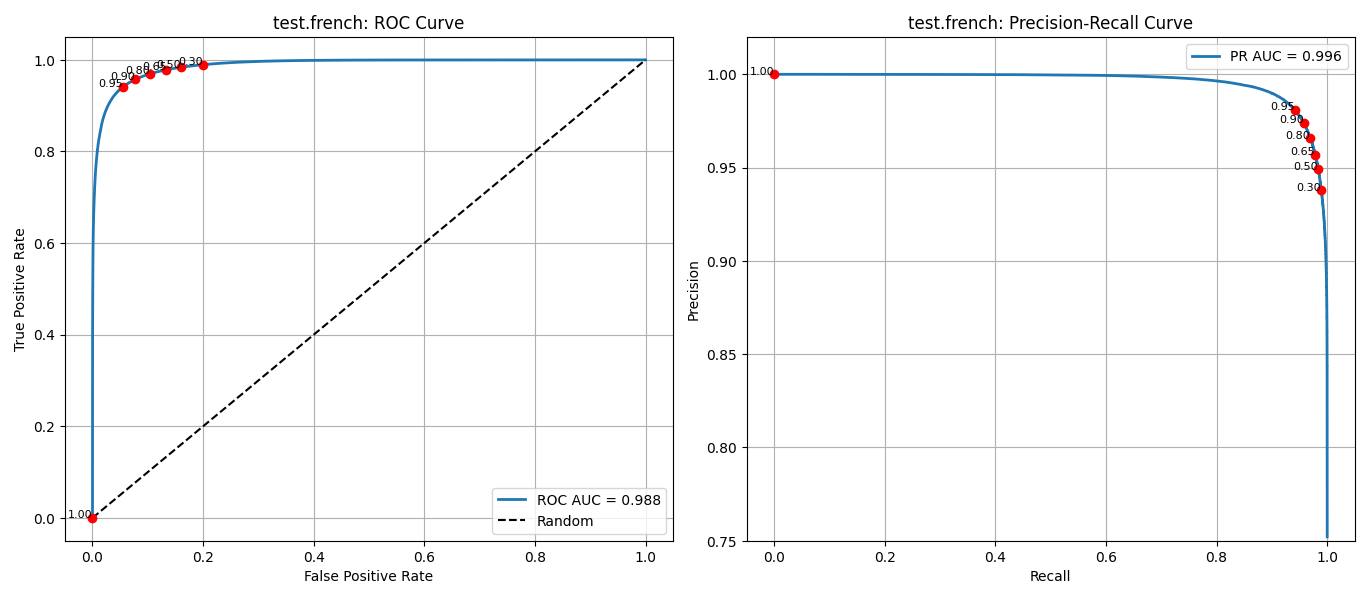 test.french: ROC Curve
True Positive Rate
1.0
0.8
0.6
0.4
0.2
0.0
0.95
0.90
0.80
0.65
0.50
0.30
1.00
ROC AUC = 0.988
Random
0.0 0.2 0.4 0.6 0.8 1.0
False Positive Rate
test.french: Precision-Recall Curve
Precision
1.00
0.95
0.90
0.85
0.80
0.75
PR AUC = 0.996
1.00
0.95
0.90
0.80
0.65
0.50
0.30
0.0 0.2 0.4 0.6 0.8 1.0
Recall